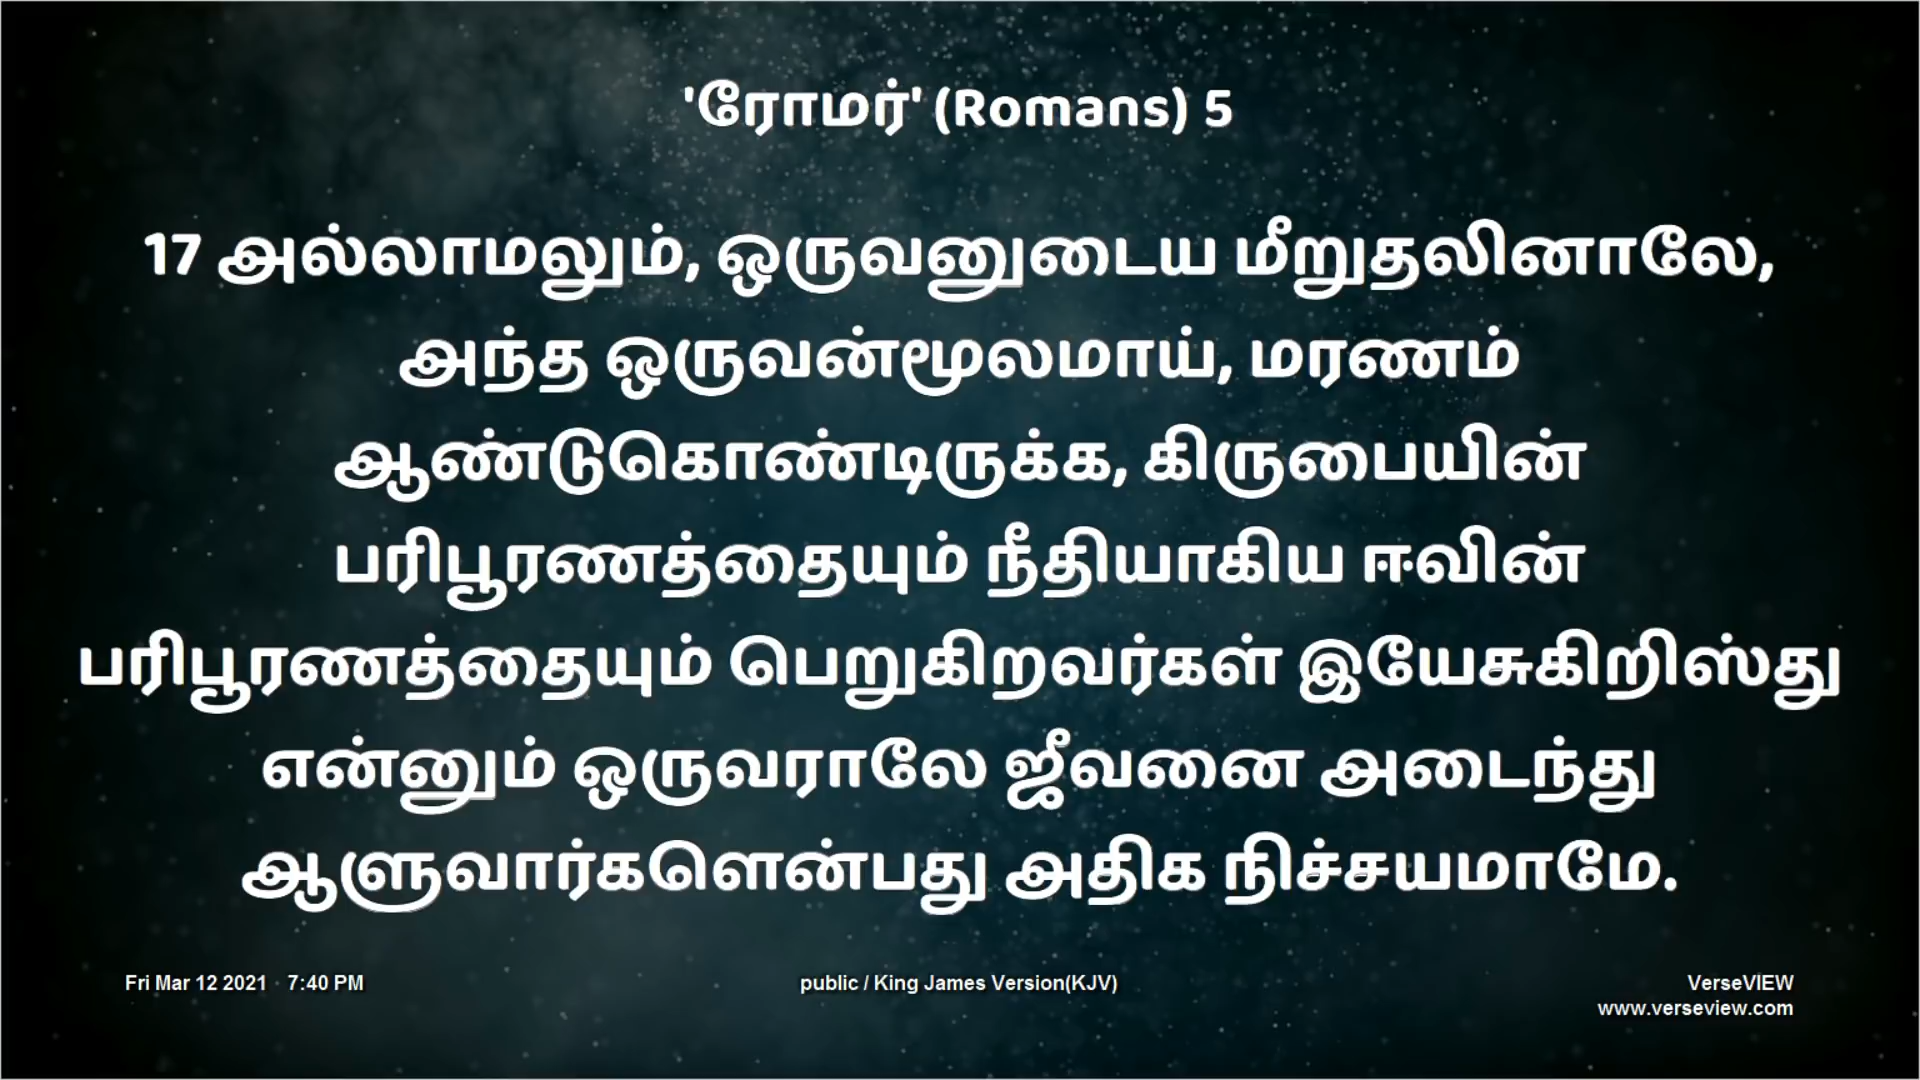 'ரோமர்' (Romans) 5
17 அல்லாமலும், ஒருவனுடைய மீறுதலினாலே,
அந்த ஒருவன்மூலமாய், மரணம்
ஆண்டுகொண்டிருக்க, கிருபையின்
பரிபூரணத்தையும் நீதியாகிய ஈவின்
பரிபூரணத்தையும் பெறுகிறவர்கள் இயேசுகிறிஸ்து
என்னும் ஒருவராலே ஜீவனை அடைந்து
ஆளுவார்களென்பது அதிக நிச்சயமாமே.
Fri Mar 12 2021 · 7:40 PM
public / King James Version(KJV)
VerseVIEW
www.verseview.com